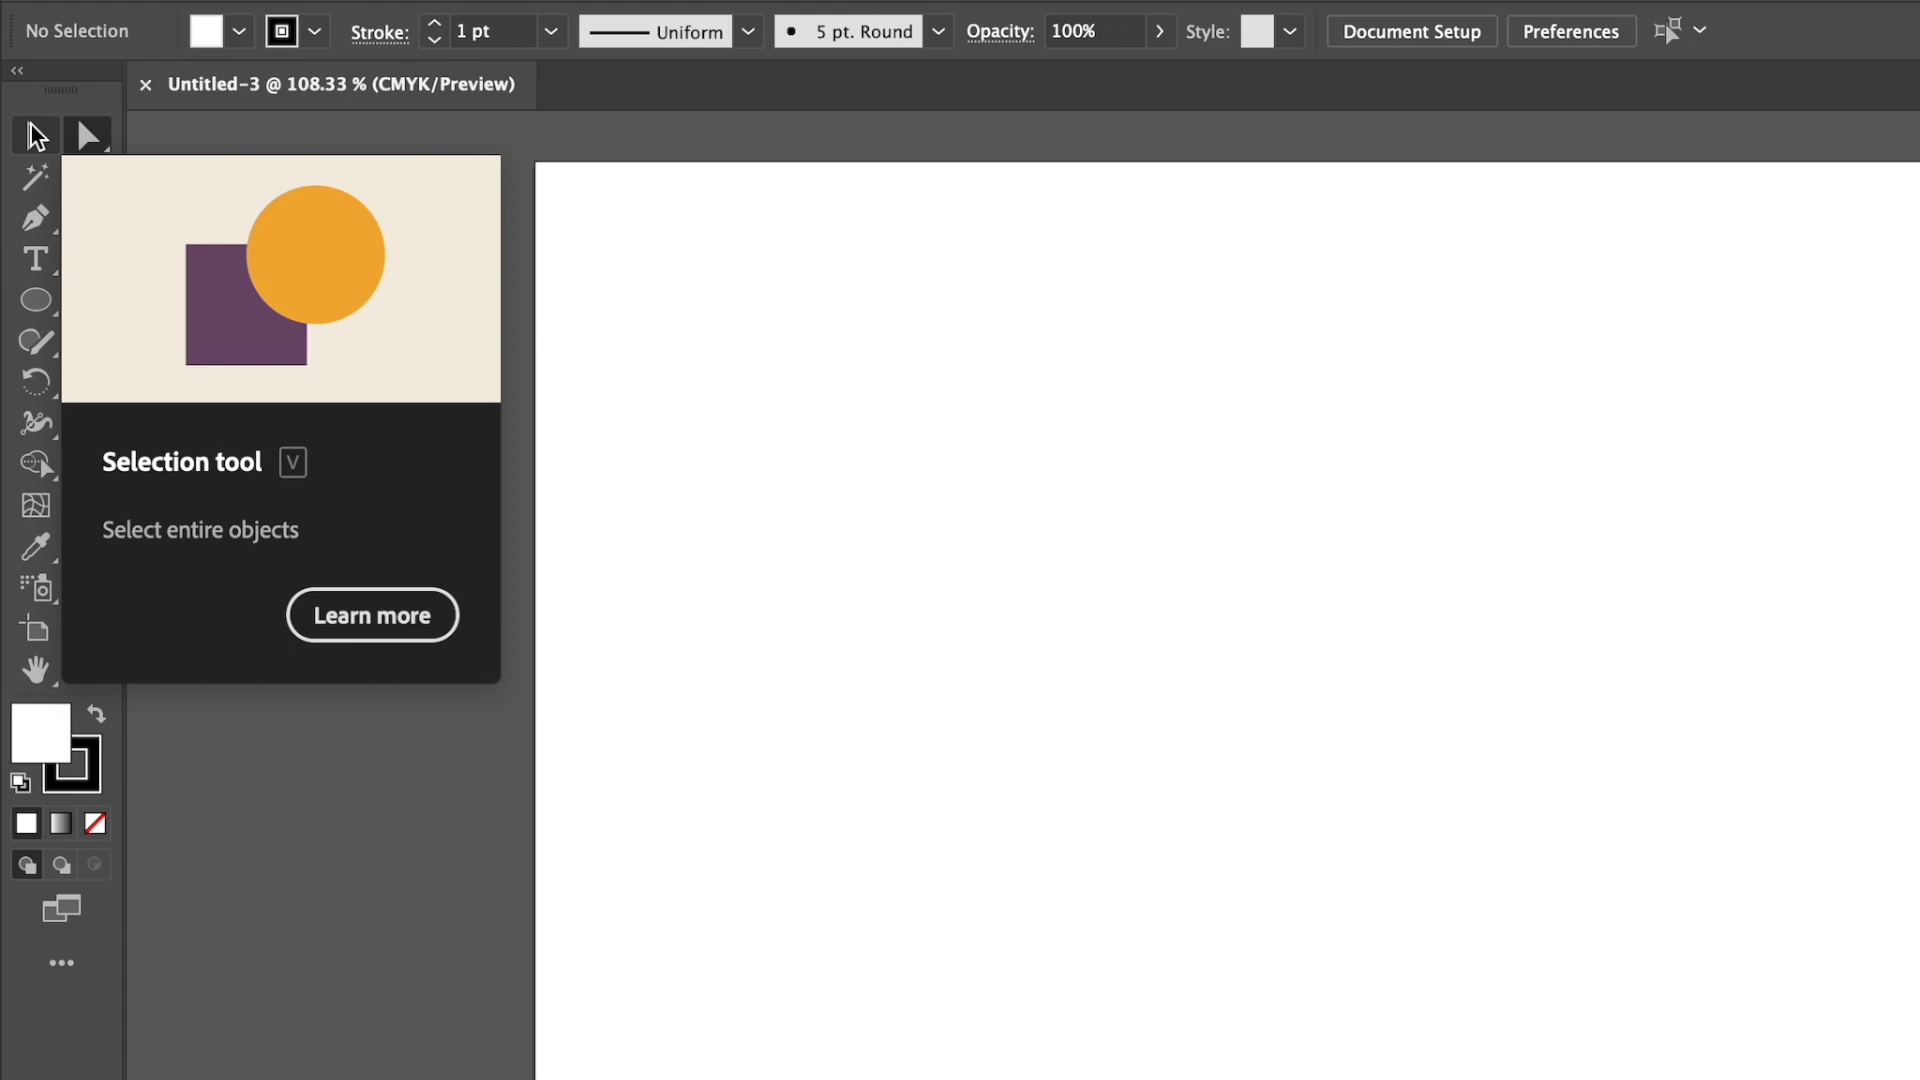 No Selection
Stroke:
1 pt
Uniform
5 pt. Round
Opacity:
100%
Style:
Document Setup
Preferences
Untitled-3 @ 108.33 % (CMYK/Preview)
Selection tool V
Select entire objects
Learn more